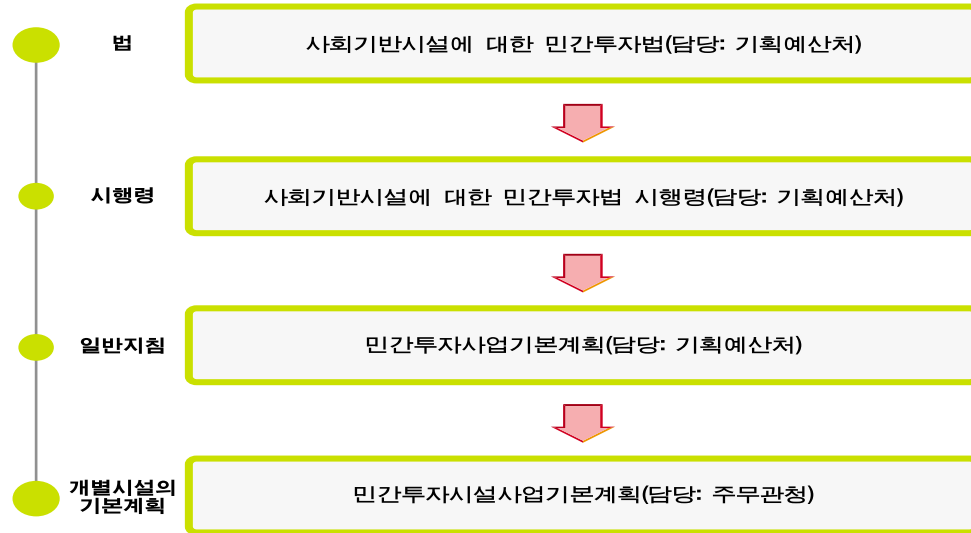 법
사회기반시설에 대한 민간투자법(담당: 기획예산처)
시행령
사회기반시설에 대한 민간투자법 시행령(담당: 기획예산처)
일반지침
민간투자사업기본계획(담당: 기획예산처)
개별시설의
기본계획
민간투자시설사업기본계획(담당: 주무관청)